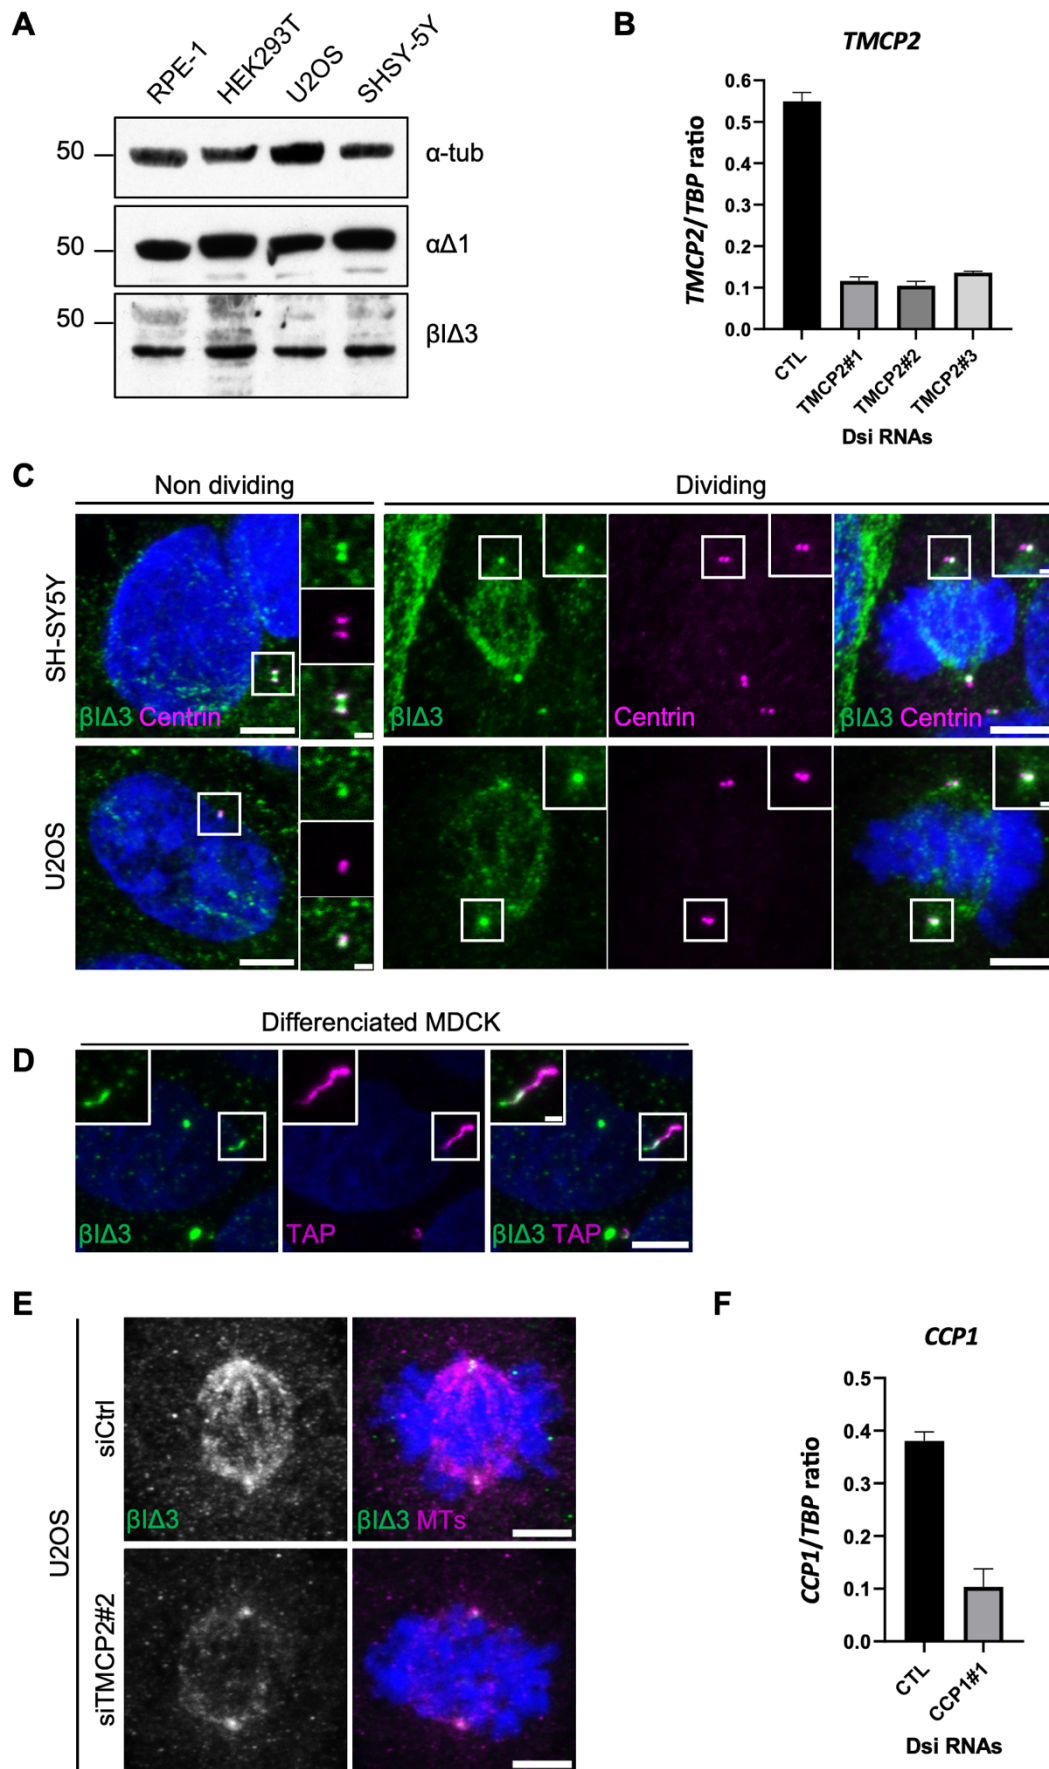 A
RPE-1
HEK293T
U2OS
SHSY-5Y
50
α-tub
50
αΔ1
50
βIΔ3
B
TMCP2
TMCP2/TBP ratio
0.6
0.5
0.4
0.3
0.2
0.1
0.0
CTL
TMCP2#1
TMCP2#2
TMCP2#3
Dsi RNAs
C
Non dividing
Dividing
SH-SY5Y
βIΔ3 Centrin
βIΔ3
Centrin
βIΔ3 Centrin
U2OS
D
Differenciated MDCK
βIΔ3
TAP
βIΔ3 TAP
E
U2OS
siCtrl
βIΔ3
βIΔ3 MTs
siTMCP2#2
F
CCP1
CCP1/TBP ratio
0.5
0.4
0.3
0.2
0.1
0.0
CTL
CCP1#1
Dsi RNAs